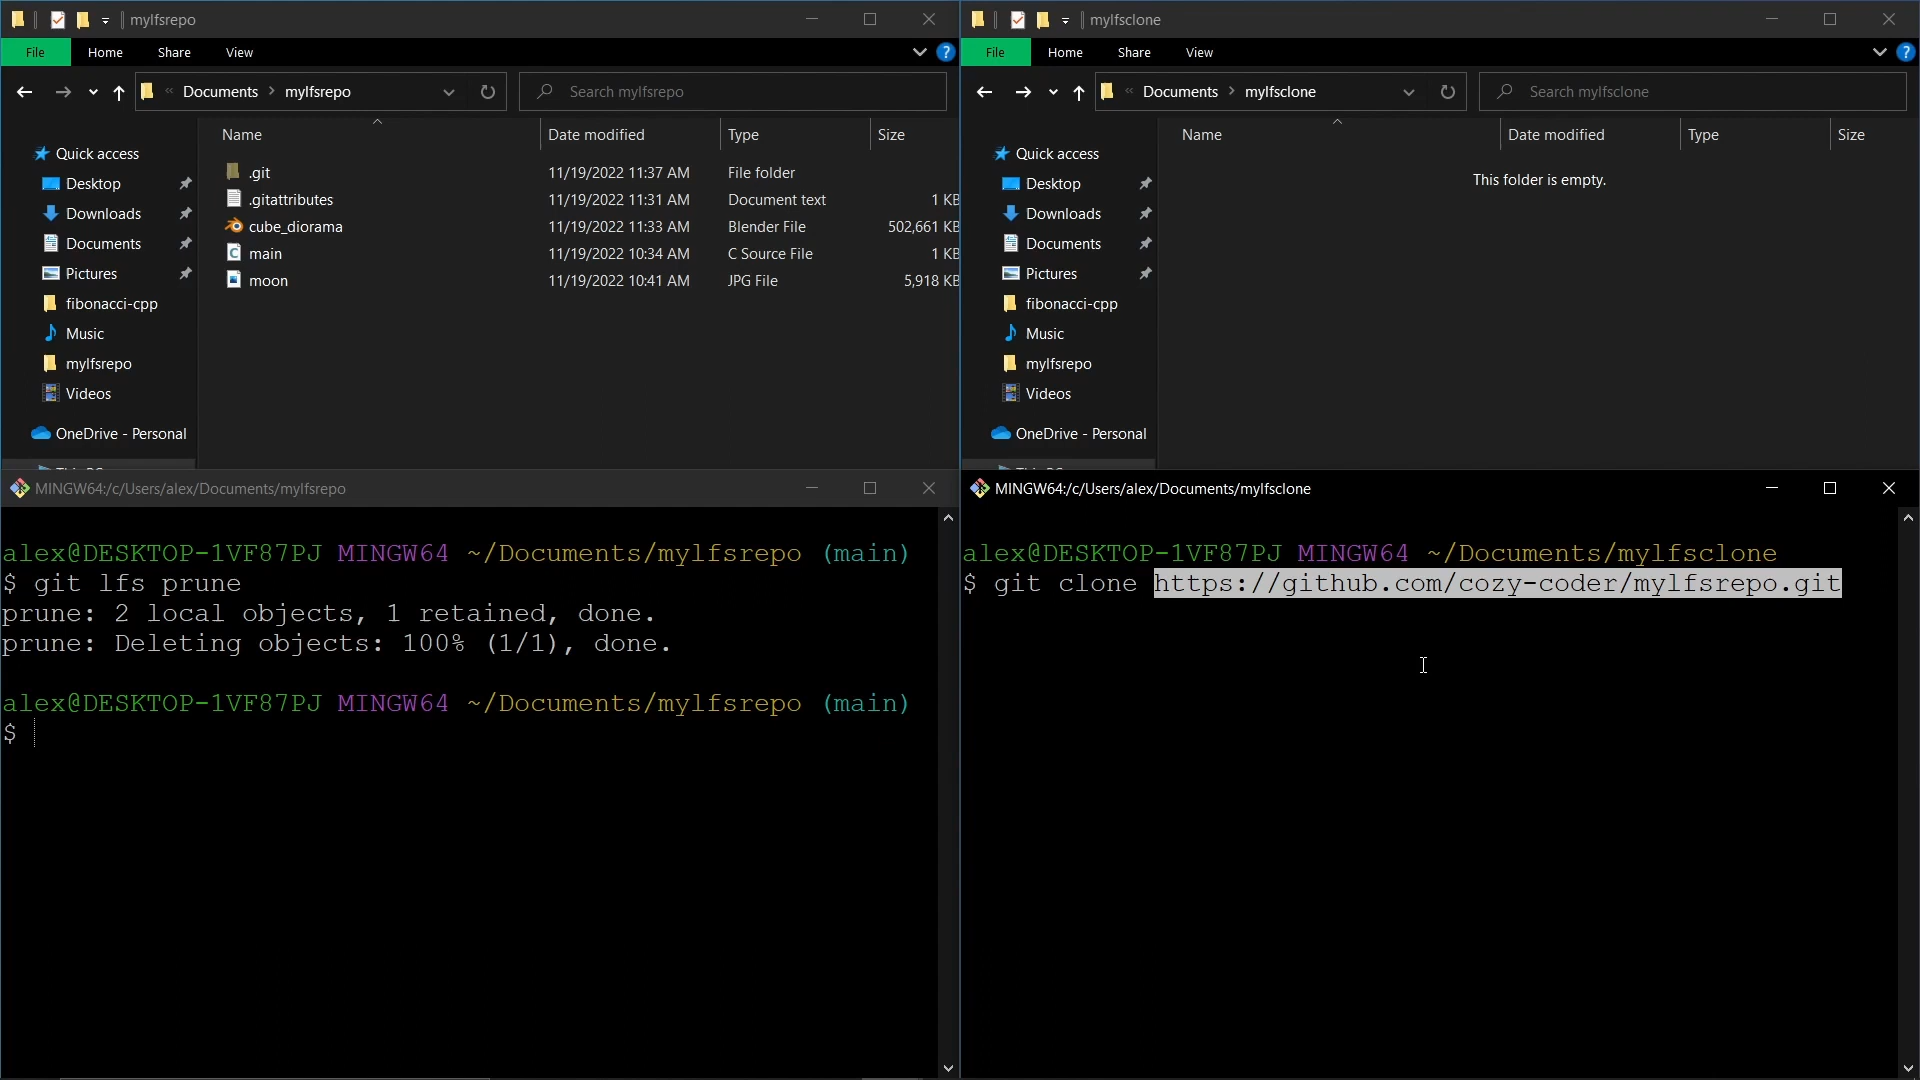 mylfsrepo
File Home Share View
« Documents > mylfsrepo
Search mylfsrepo
Name Date modified Type Size
Quick access
Desktop
Downloads
Documents
Pictures
fibonacci-cpp
Music
mylfsrepo
Videos
OneDrive - Personal
.git 11/19/2022 11:37 AM File folder
.gitattributes 11/19/2022 11:31 AM Document text 1 KB
cube_diorama 11/19/2022 11:33 AM Blender File 502,661 KB
main 11/19/2022 10:34 AM C Source File 1 KB
moon 11/19/2022 10:41 AM JPG File 5,918 KB
mylfsclone
File Home Share View
« Documents > mylfsclone
Search mylfsclone
Name Date modified Type Size
This folder is empty.
Quick access
Desktop
Downloads
Documents
Pictures
fibonacci-cpp
Music
mylfsrepo
Videos
OneDrive - Personal
MINGW64:/c/Users/alex/Documents/mylfsrepo
alex@DESKTOP-1VF87PJ MINGW64 ~/Documents/mylfsrepo (main)
$ git lfs prune
prune: 2 local objects, 1 retained, done.
prune: Deleting objects: 100% (1/1), done.
alex@DESKTOP-1VF87PJ MINGW64 ~/Documents/mylfsrepo (main)
$
MINGW64:/c/Users/alex/Documents/mylfsclone
alex@DESKTOP-1VF87PJ MINGW64 ~/Documents/mylfsclone
$ git clone https://github.com/cozy-coder/mylfsrepo.git